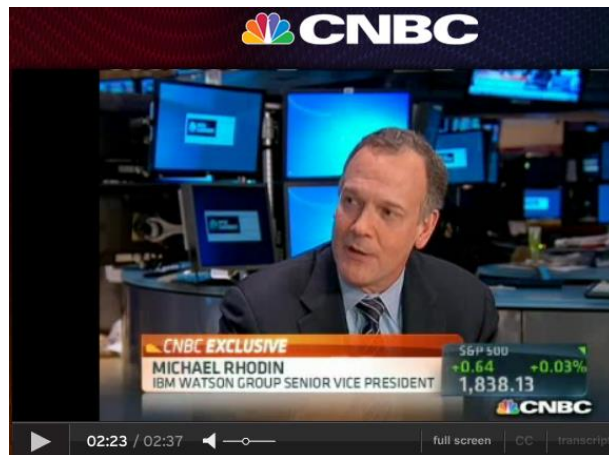 CNBC
CNBC EXCLUSIVE
MICHAEL RHODIN
IBM WATSON GROUP SENIOR VICE PRESIDENT
S&P 500
+0.64 +0.03%
1,838.13
CNBC
02:23 / 02:37
full screen
CC
transcrip